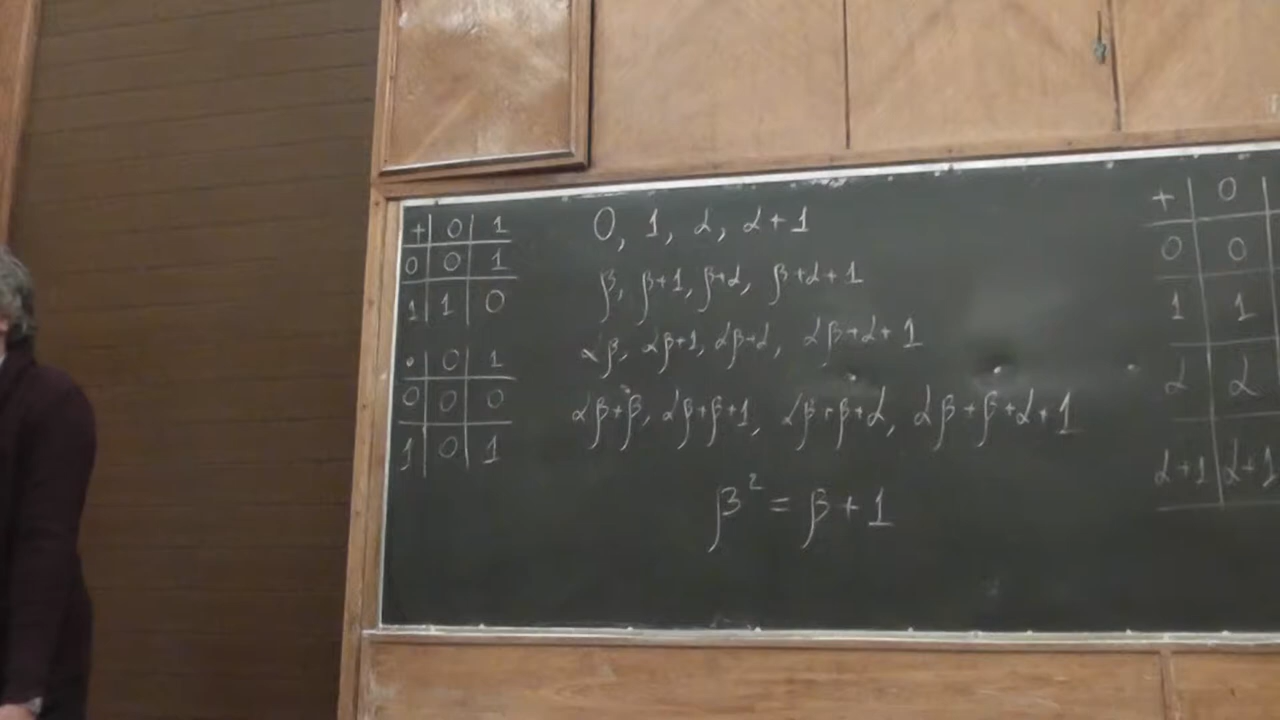 + 0 1
0 0 1
1 1 0
· 0 1
0 0 0
1 0 1
0, 1, α, α+1
β, β+1, β+α, β+α+1
αβ, αβ+1, αβ+α, αβ+α+1
αβ+β, αβ+β+1, αβ+β+α, αβ+β+α+1
β² = β+1
+ 0
0 0
1 1
α α
α+1 α+1